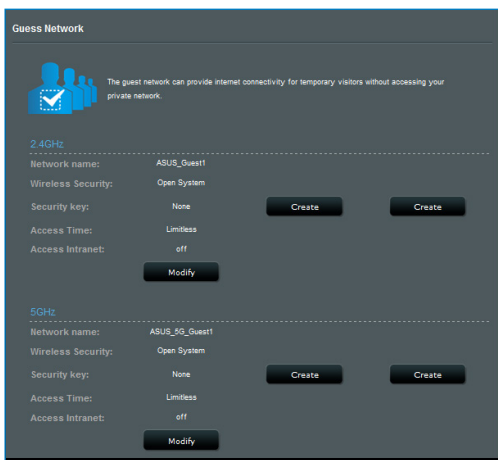 Guess Network
The guest network can provide internet connectivity for temporary visitors without accessing your
private network.
2.4GHz
Network name: ASUS_Guest1
Wireless Security: Open System
Security key: None Create Create
Access Time: Limitless
Access Intranet: off
Modify
5GHz
Network name: ASUS_5G_Guest1
Wireless Security: Open System
Security key: None Create Create
Access Time: Limitless
Access Intranet: off
Modify